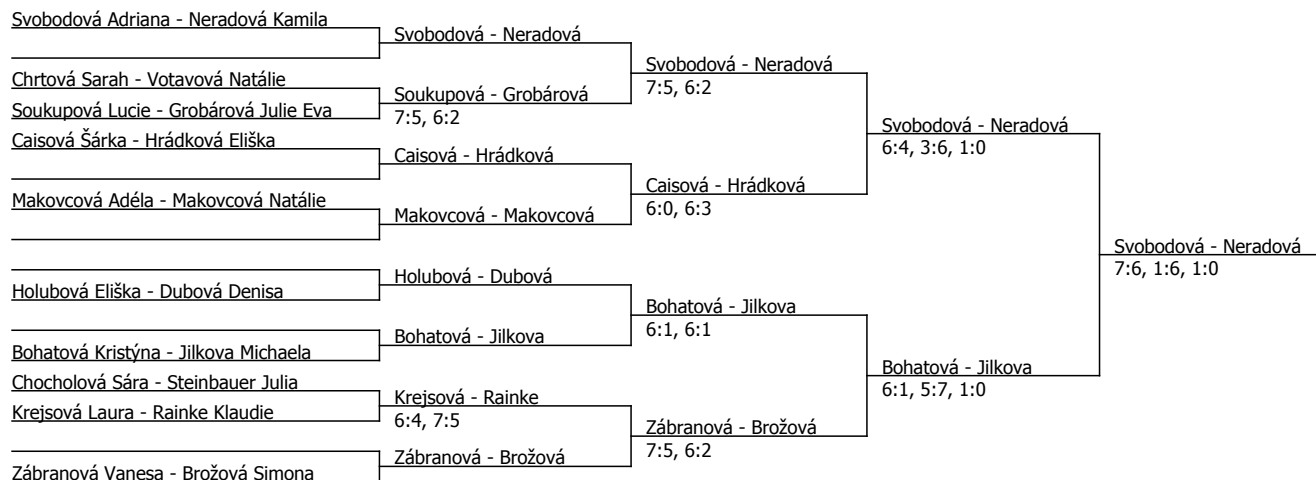 Svobodová Adriana - Neradová Kamila
Svobodová - Neradová
Svobodová - Neradová
7:5, 6:2
Chrtová Sarah - Votavová Natálie
Soukupová - Grobárová
Soukupová Lucie - Grobárová Julie Eva
7:5, 6:2
Svobodová - Neradová
6:4, 3:6, 1:0
Caisová Šárka - Hrádková Eliška
Caisová - Hrádková
Caisová - Hrádková
6:0, 6:3
Makovcová Adéla - Makovcová Natálie
Makovcová - Makovcová
Svobodová - Neradová
7:6, 1:6, 1:0
Holubová - Dubová
Holubová Eliška - Dubová Denisa
Bohatová - Jilkova
6:1, 6:1
Bohatová - Jilkova
Bohatová Kristýna - Jilkova Michaela
Bohatová - Jilkova
6:1, 5:7, 1:0
Chocholová Sára - Steinbauer Julia
Krejsová - Rainke
Krejsová Laura - Rainke Klaudie
6:4, 7:5
Zábranová - Brožová
7:5, 6:2
Zábranová - Brožová
Zábranová Vanesa - Brožová Simona